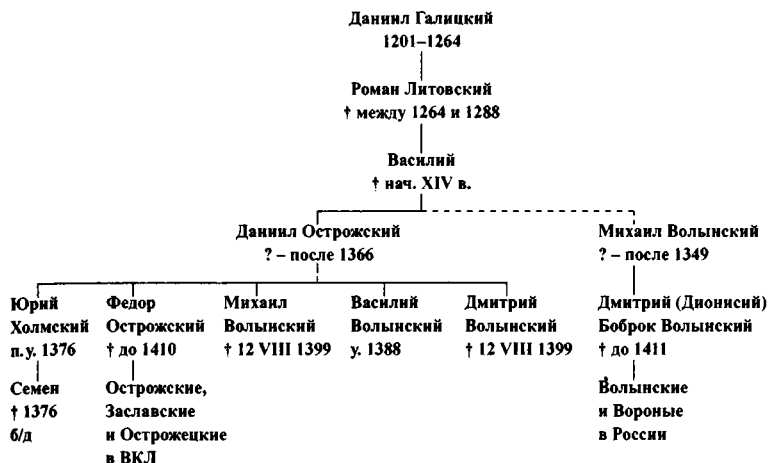 Даниил Галицкий
1201–1264
Роман Литовский
† между 1264 и 1288
Василий
† нач. XIV в.
Даниил Острожский
? – после 1366
Михаил Волынский
? – после 1349
Юрий
Холмский
п. у. 1376
Федор
Острожский
† до 1410
Михаил
Волынский
† 12 VIII 1399
Василий
Волынский
у. 1388
Дмитрий
Волынский
† 12 VIII 1399
Дмитрий (Дионисий)
Боброк Волынский
† до 1411
Семен
† 1376
б/д
Острожские,
Заславские
и Острожецкие
в ВКЛ
Волынские
и Вороные
в России